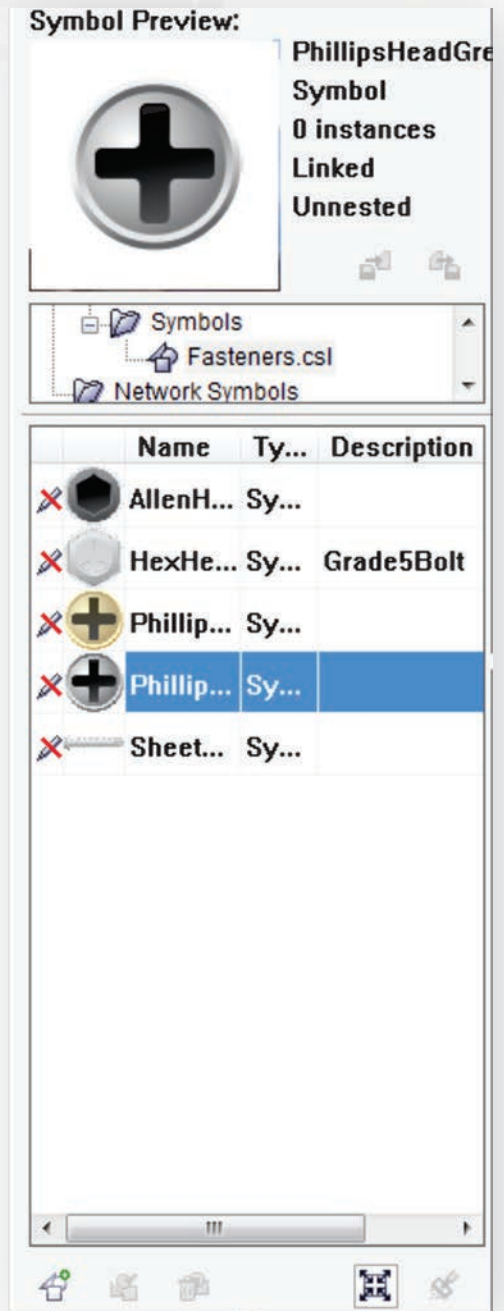 Symbol Preview:
PhillipsHeadGre
Symbol
0 instances
Linked
Unnested
Symbols
Fasteners.csl
Network Symbols
Name Ty... Description
AllenH... Sy...
HexHe... Sy... Grade5Bolt
Phillip... Sy...
Phillip... Sy...
Sheet... Sy...